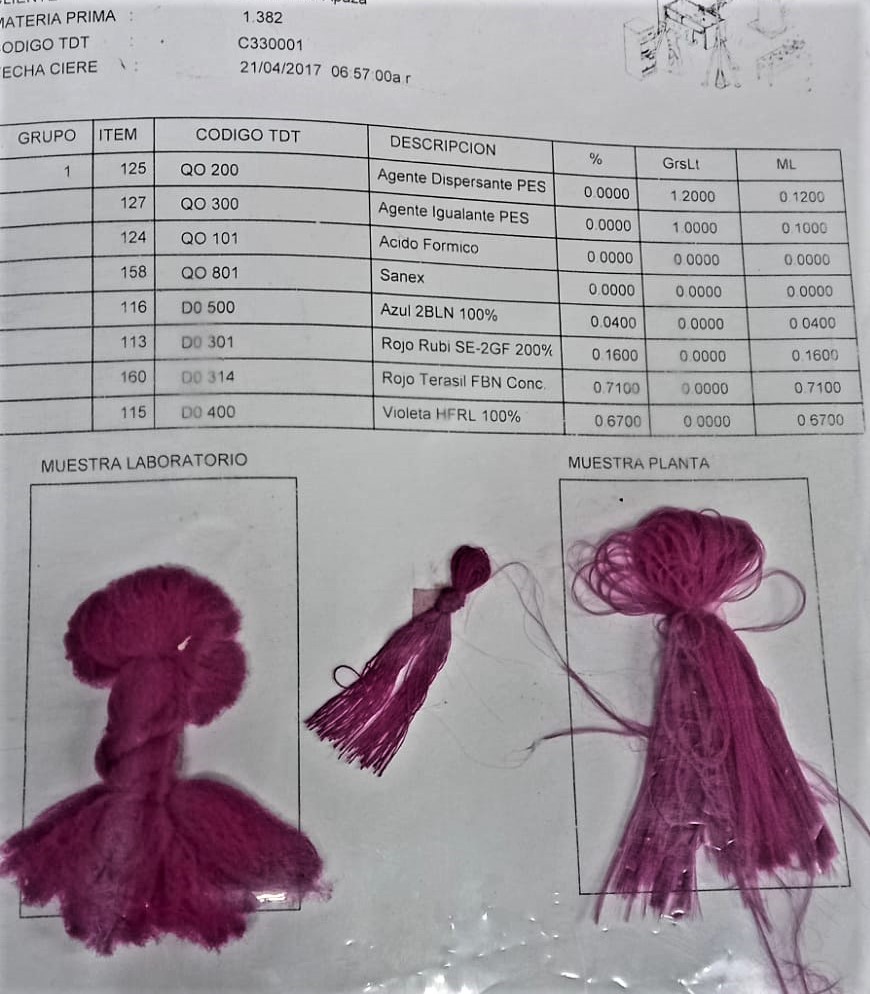 MATERIA PRIMA : 1.382
CODIGO TDT : C330001
FECHA CIERE : 21/04/2017 06:57:00a.r
GRUPO ITEM CODIGO TDT DESCRIPCION % GrsLt ML
1 125 QO 200 Agente Dispersante PES 0.0000 1.2000 0.1200
127 QO 300 Agente Igualante PES 0.0000 1.0000 0.1000
124 QO 101 Acido Formico 0.0000 0.0000 0.0000
158 QO 801 Sanex 0.0000 0.0000 0.0000
116 D0 500 Azul 2BLN 100% 0.0400 0.0000 0.0400
113 D0 301 Rojo Rubi SE-2GF 200% 0.1600 0.0000 0.1600
160 D0 314 Rojo Terasil FBN Conc. 0.7100 0.0000 0.7100
115 D0 400 Violeta HFRL 100% 0.6700 0.0000 0.6700
MUESTRA LABORATORIO MUESTRA PLANTA